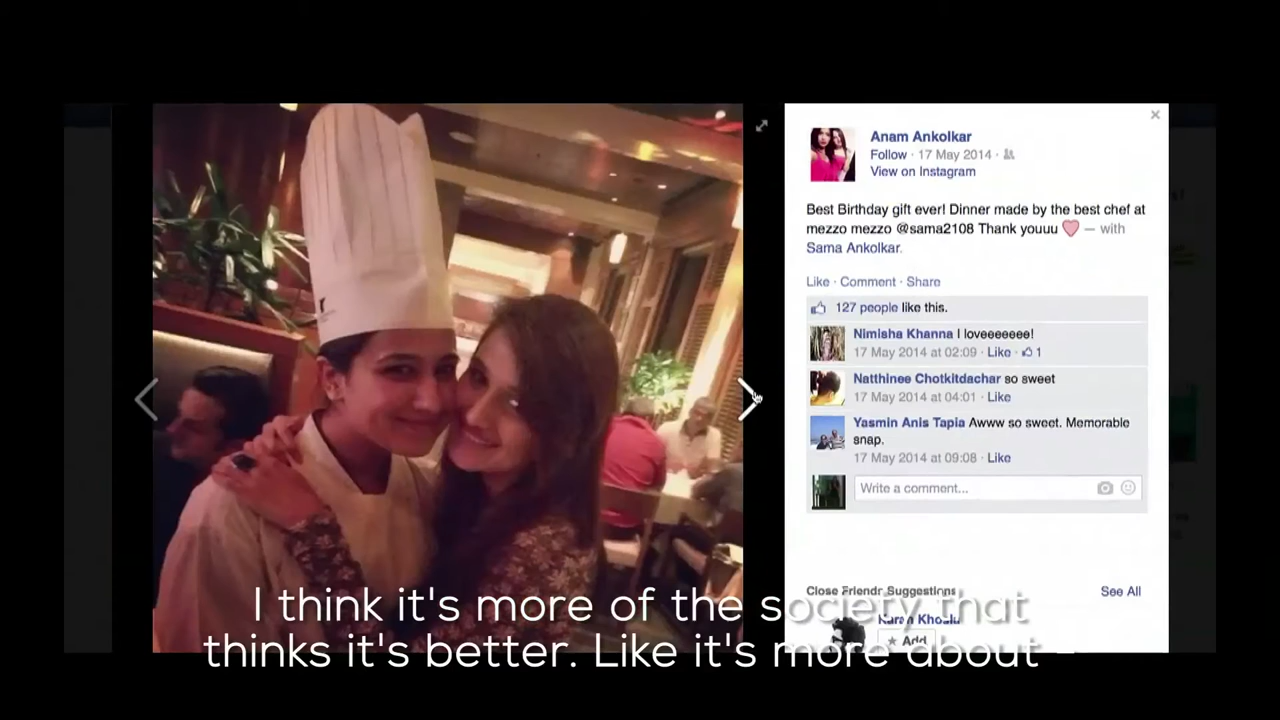 Anam Ankolkar
Follow · 17 May 2014 ·
View on Instagram
Best Birthday gift ever! Dinner made by the best chef at
mezzo mezzo @sama2108 Thank youuu — with
Sama Ankolkar.
Like · Comment · Share
127 people like this.
Nimisha Khanna I loveeeeeee!
17 May 2014 at 02:09 · Like · 1
Natthinee Chotkitdachar so sweet
17 May 2014 at 04:01 · Like
Yasmin Anis Tapia Awww so sweet. Memorable
snap.
17 May 2014 at 09:08 · Like
Write a comment...
Close Friends Suggestions See All
Add
I think it's more of the society that
thinks it's better. Like it's more about -